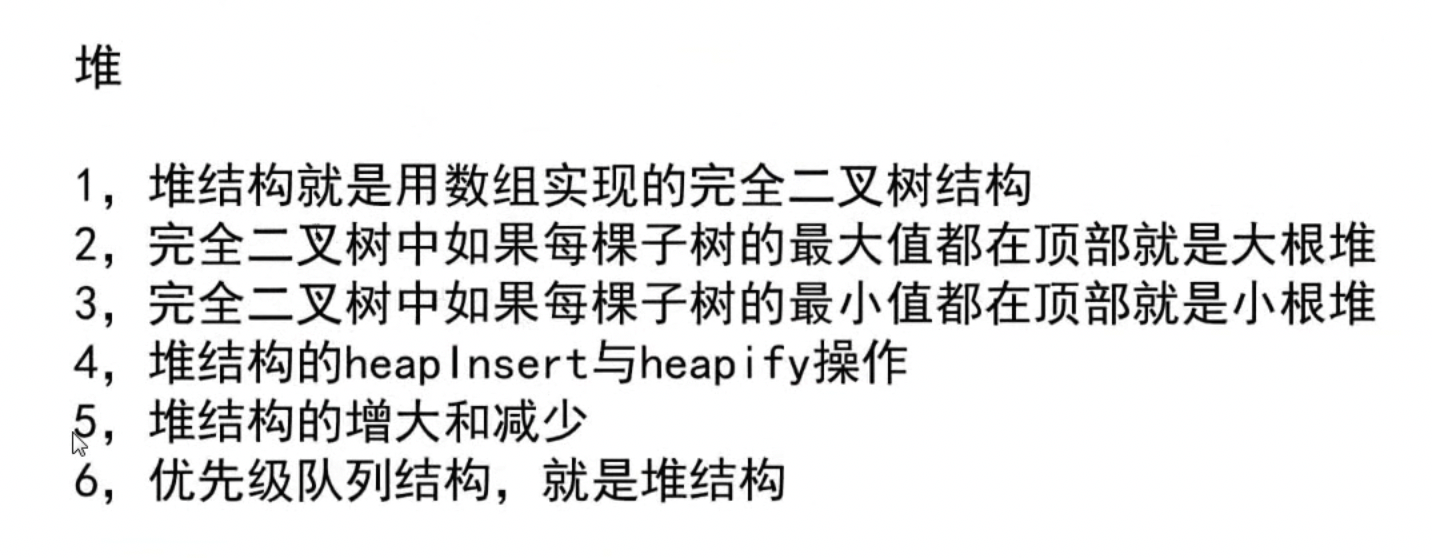 堆
1，堆结构就是用数组实现的完全二叉树结构
2，完全二叉树中如果每棵子树的最大值都在顶部就是大根堆
3，完全二叉树中如果每棵子树的最小值都在顶部就是小根堆
4，堆结构的heapInsert与heapify操作
5，堆结构的增大和减少
6，优先级队列结构，就是堆结构